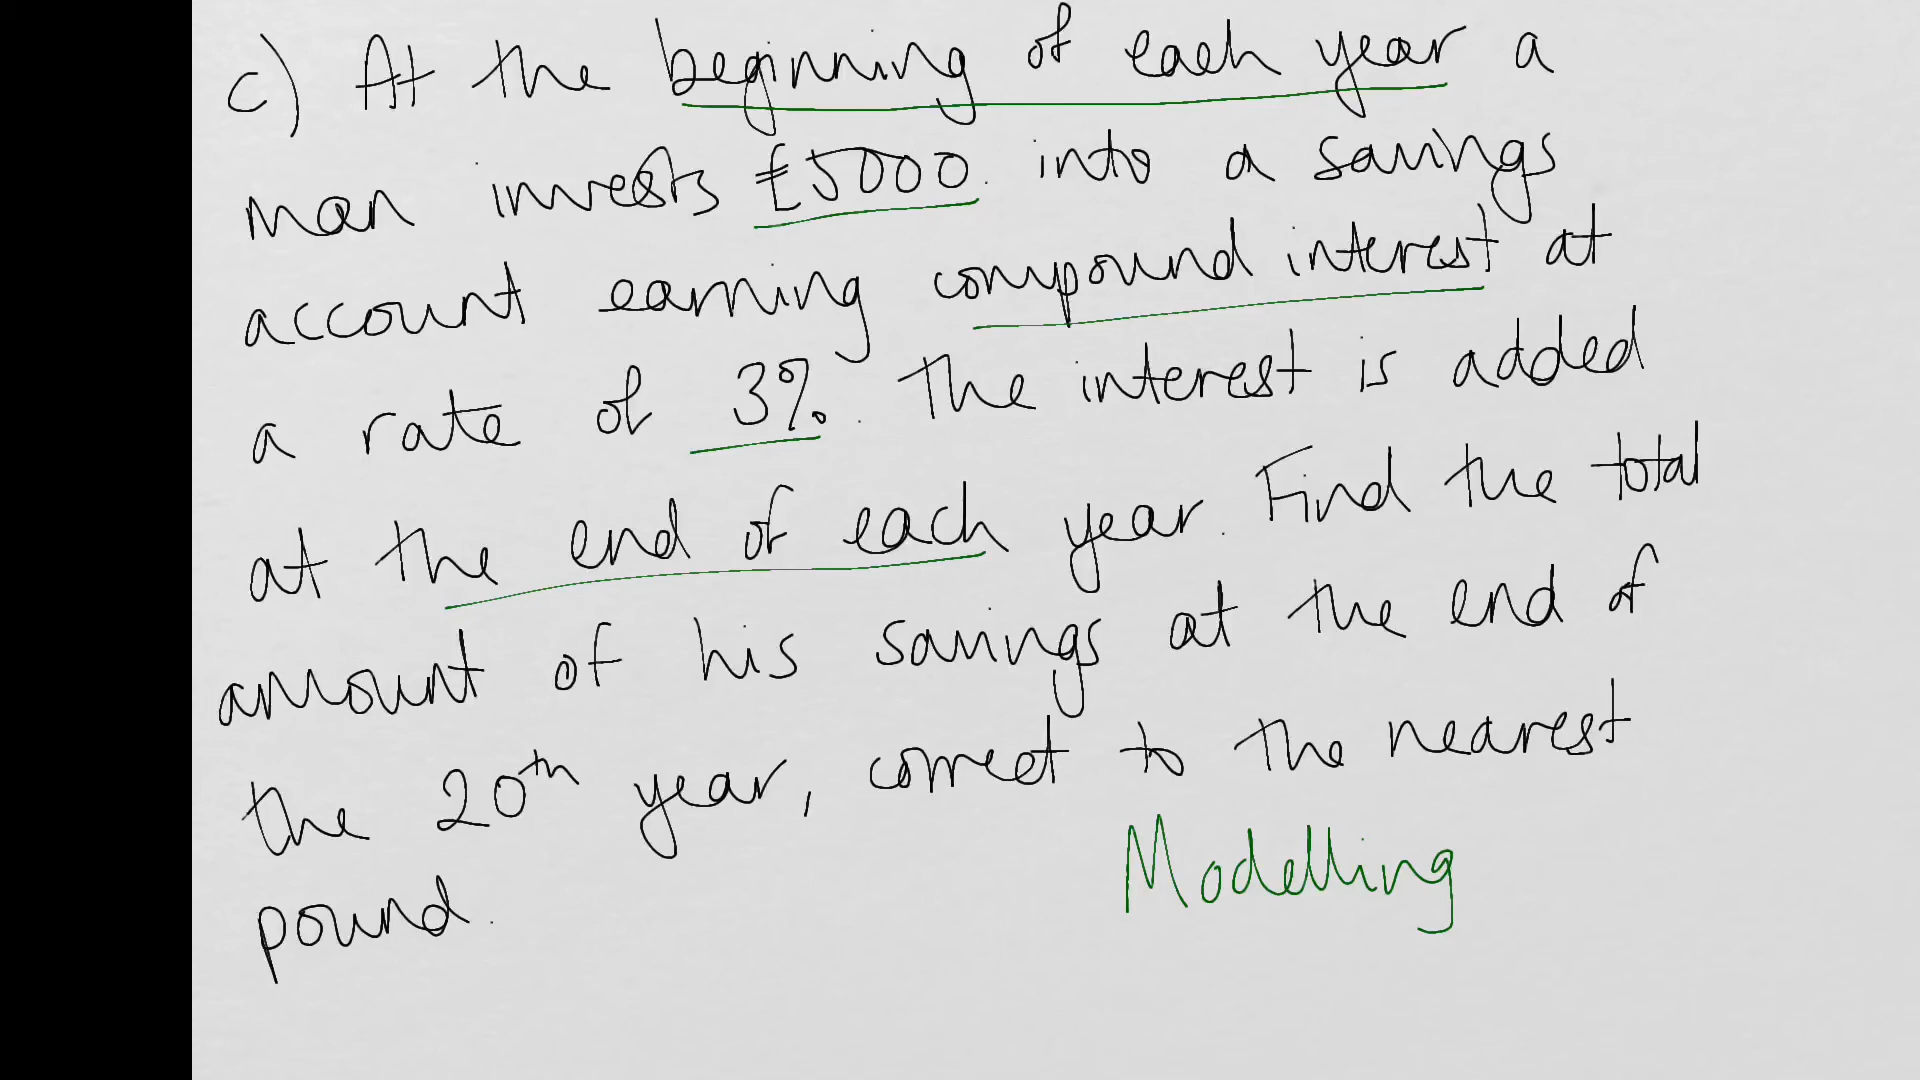 c) At the beginning of each year a
man invests £5000 into a savings
account earning compound interest at
a rate of 3%. The interest is added
at the end of each year. Find the total
amount of his savings at the end of
the 20th year, correct to the nearest
pound.
Modelling